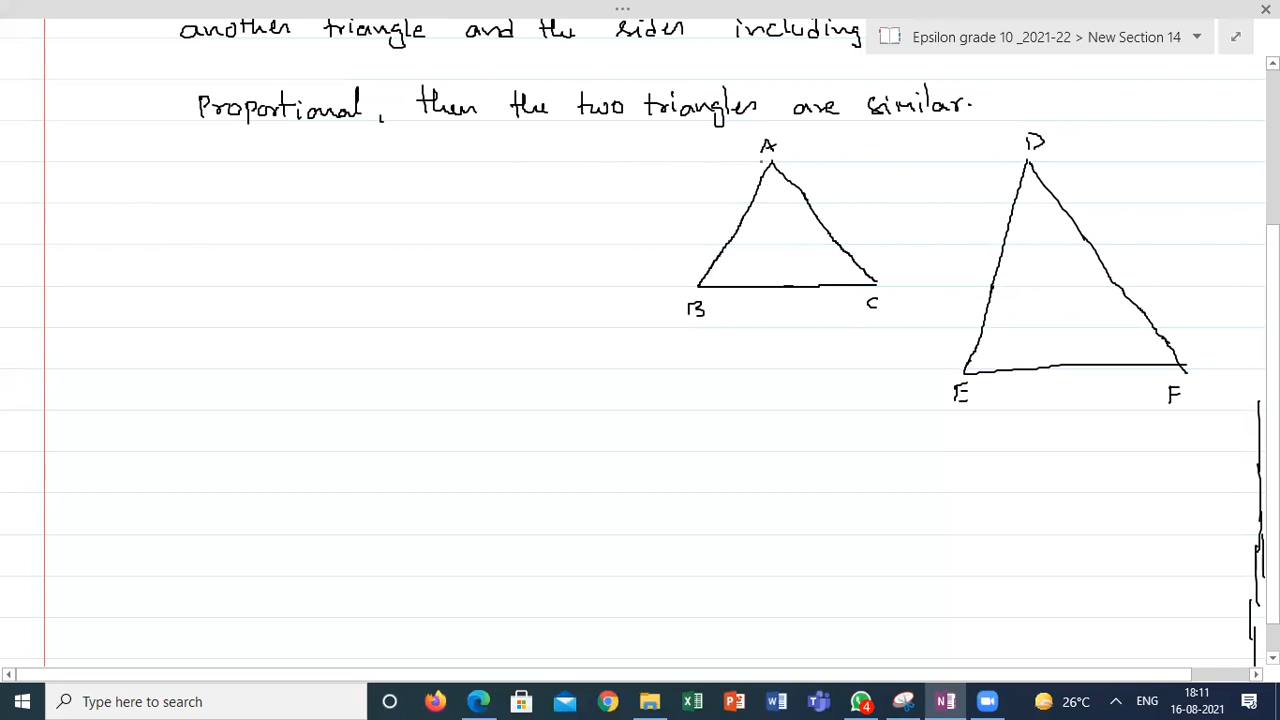 another triangle and the sides including
Epsilon grade 10 _2021-22 > New Section 14
Proportional, then the two triangles are similar.
A
D
B
C
E
F
Type here to search
4
26°C
ENG
18:11
16-08-2021